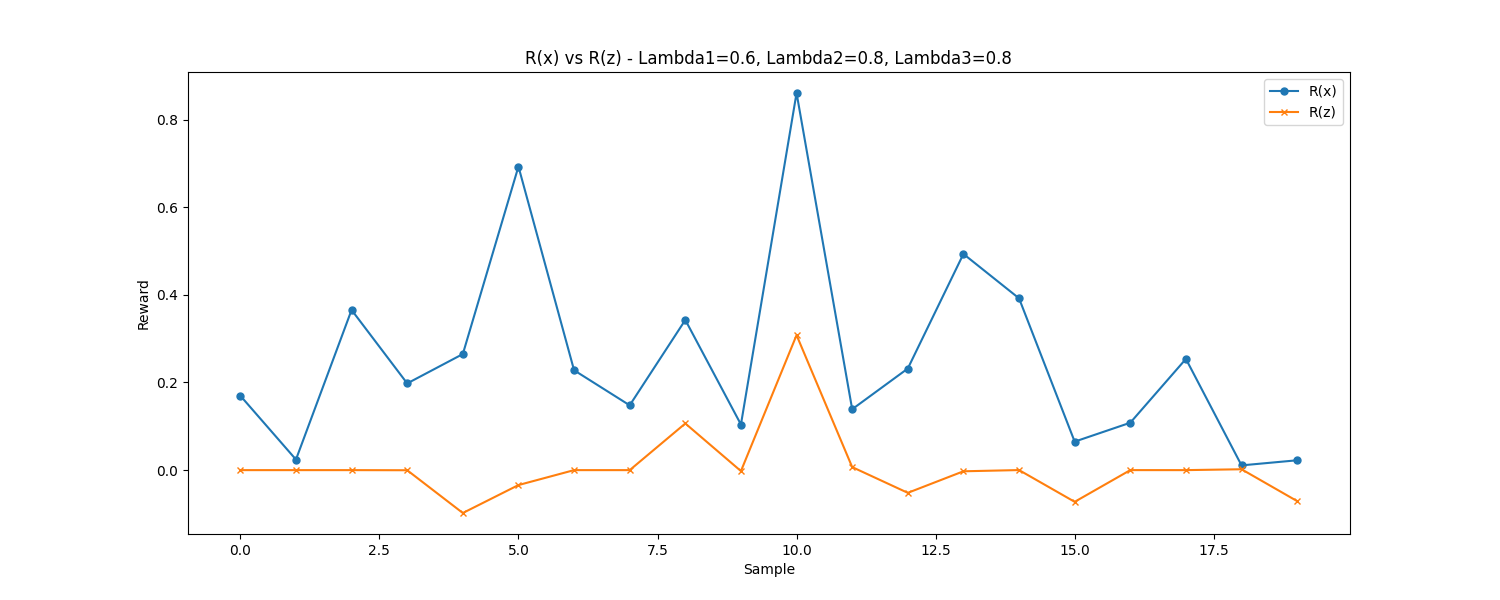 R(x) vs R(z) - Lambda1=0.6, Lambda2=0.8, Lambda3=0.8
R(x)
R(z)
Reward
0.8
0.6
0.4
0.2
0.0
0.0 2.5 5.0 7.5 10.0 12.5 15.0 17.5
Sample